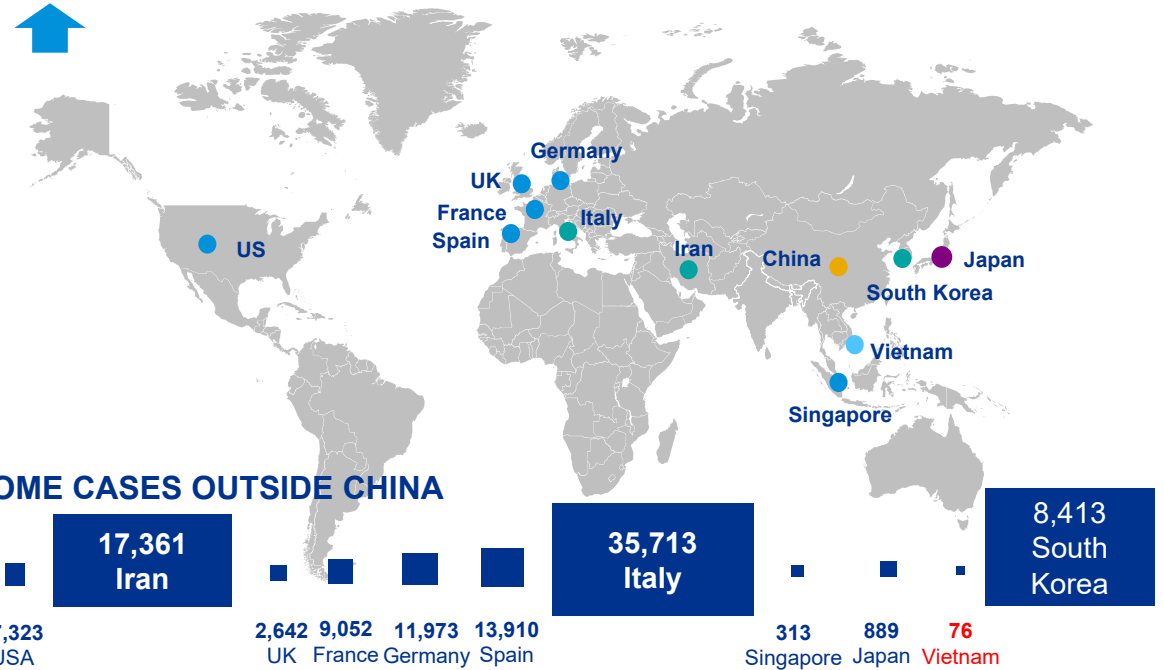 Germany
UK
France
Italy
Spain
US
Iran
China
Japan
South Korea
Vietnam
Singapore
OME CASES OUTSIDE CHINA
17,361
Iran
35,713
Italy
8,413
South
Korea
,323
USA
2,642
UK
9,052
France
11,973
Germany
13,910
Spain
313
Singapore
889
Japan
76
Vietnam